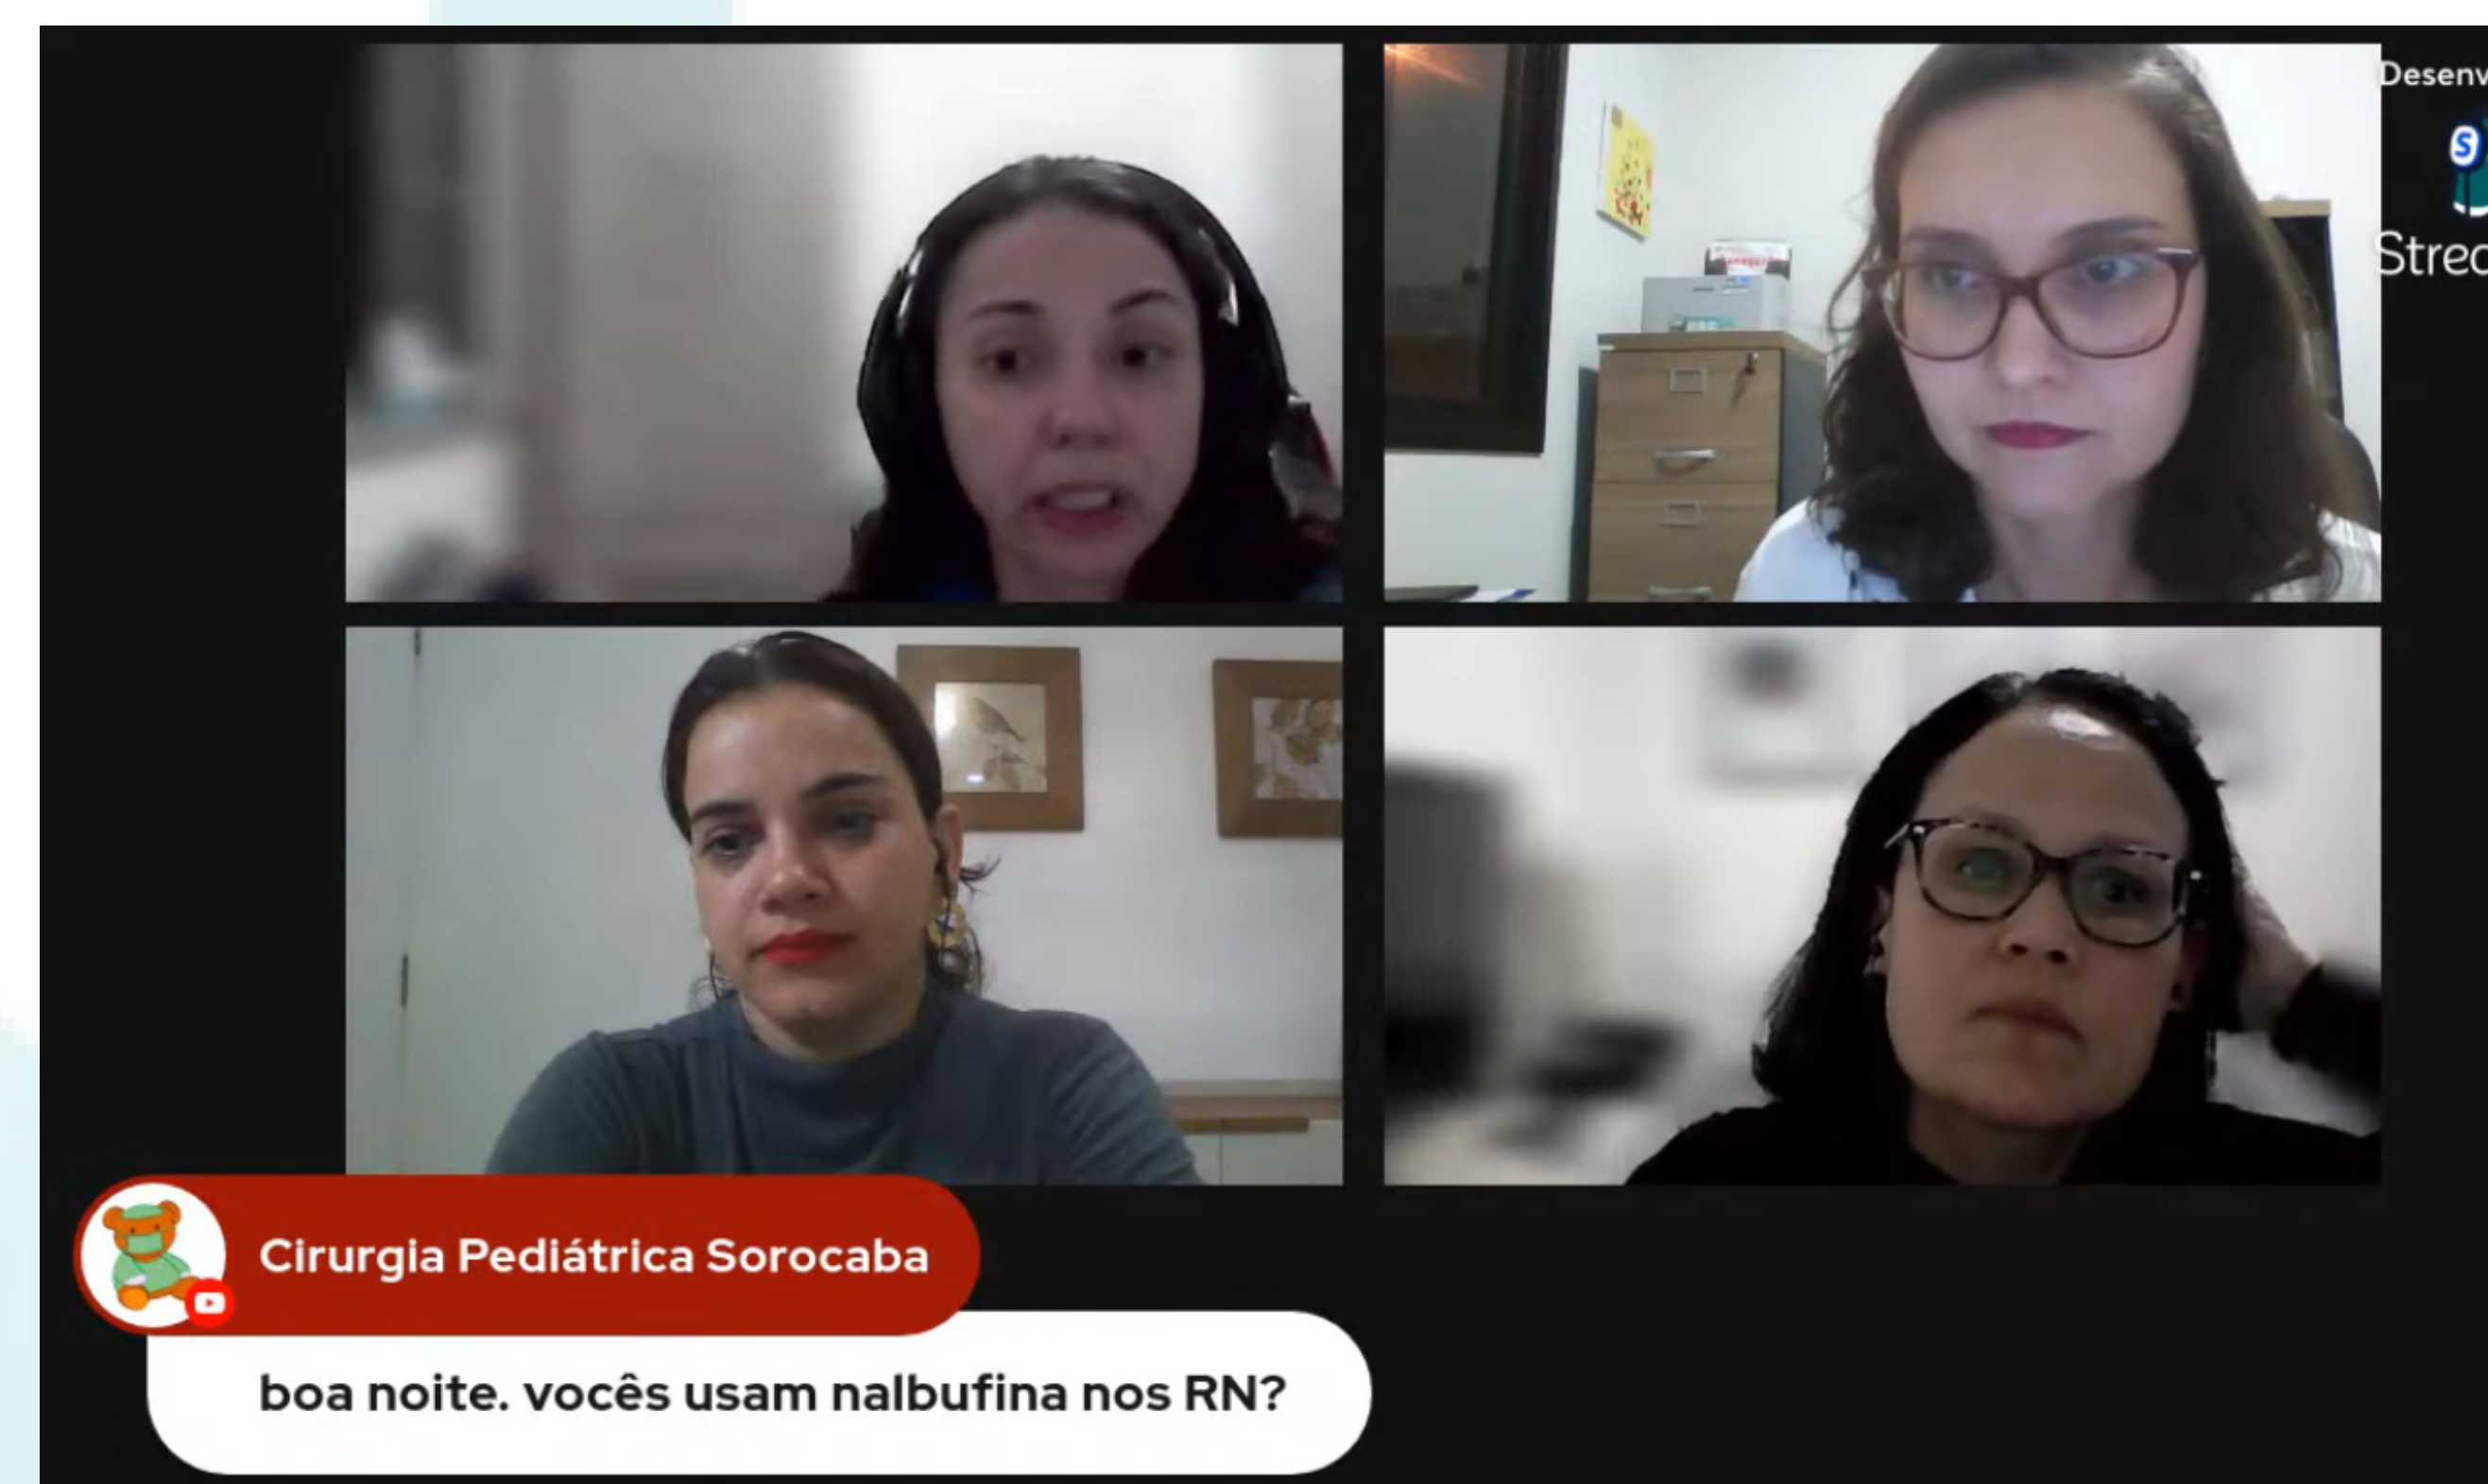 Desenv
S
Strea
Cirurgia Pediátrica Sorocaba
boa noite. vocês usam nalbufina nos RN?